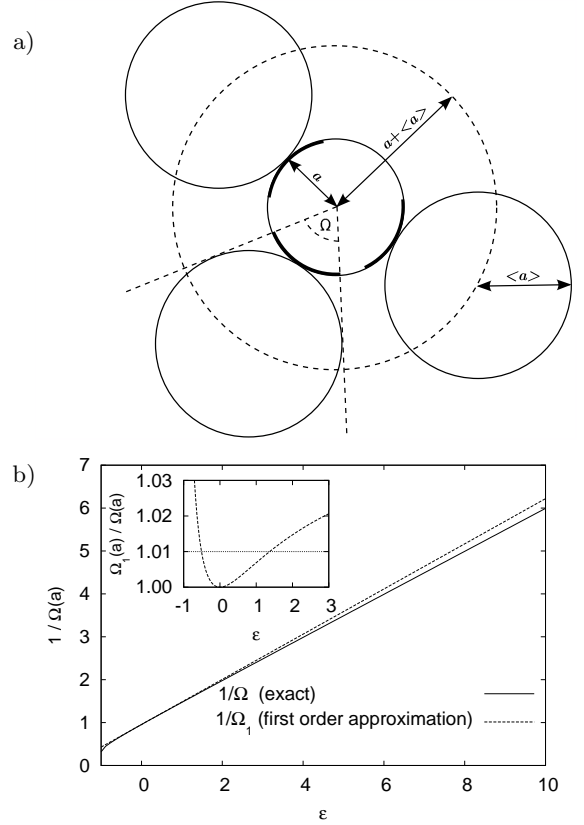 a)
a+<a>
a
Ω
<a>
b)
7
6
5
4
3
2
1
0
1 / Ω(a)
0
2
4
6
8
10
ε
1/Ω (exact)
1/Ω₁ (first order approximation)
1.03
1.02
1.01
1.00
Ω₁(a) / Ω(a)
-1
0
1
2
3
ε